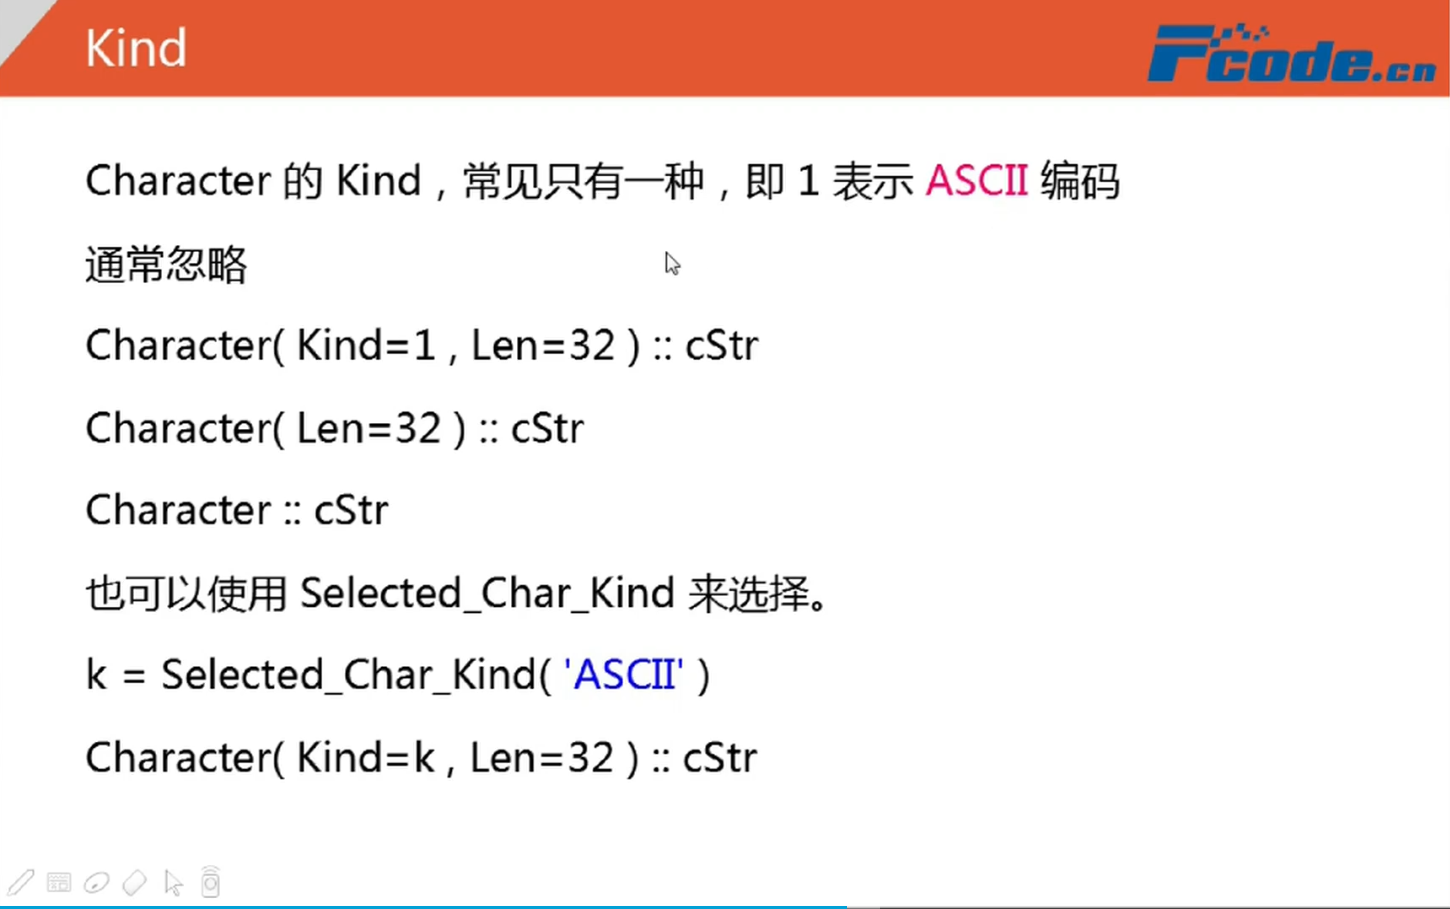 Kind
Fcode.cn
Character 的 Kind，常见只有一种，即 1 表示 ASCII 编码
通常忽略
Character( Kind=1 , Len=32 ) :: cStr
Character( Len=32 ) :: cStr
Character :: cStr
也可以使用 Selected_Char_Kind 来选择。
k = Selected_Char_Kind( 'ASCII' )
Character( Kind=k , Len=32 ) :: cStr